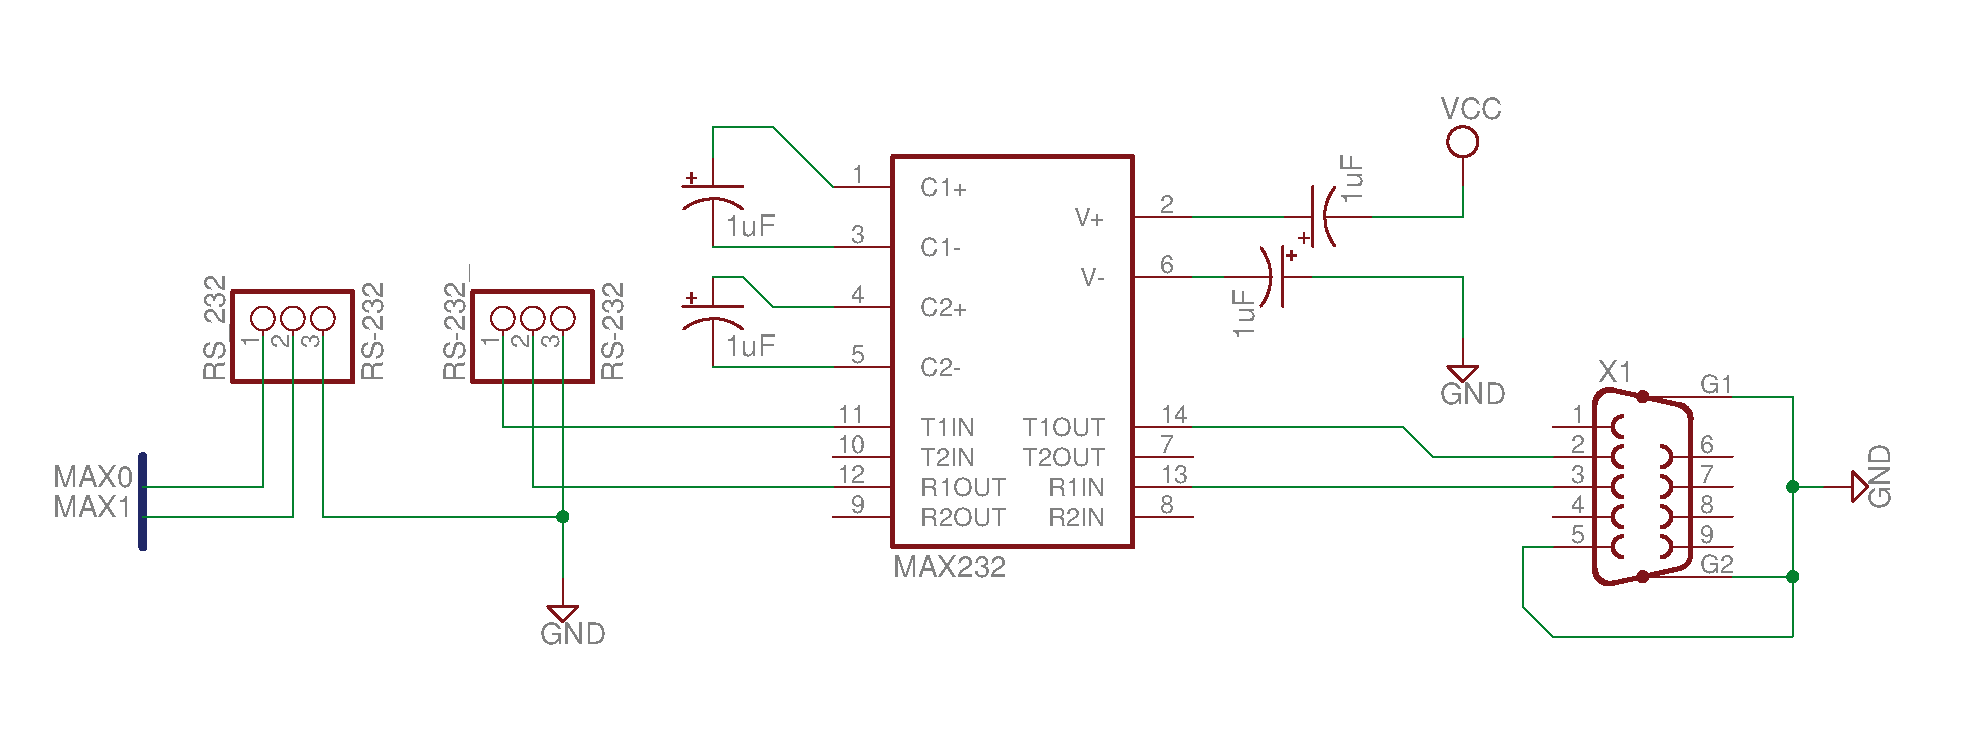 MAX0
MAX1
RS_232
1
2
3
RS-232
RS-232_
1
2
3
RS-232
GND
+
1uF
+
1uF
1
3
4
5
11
10
12
9
C1+
C1-
C2+
C2-
T1IN
T2IN
R1OUT
R2OUT
V+
V-
T1OUT
T2OUT
R1IN
R2IN
MAX232
2
6
14
7
13
8
+
1uF
+
1uF
VCC
GND
X1
1
2
3
4
5
G1
6
7
8
9
G2
GND